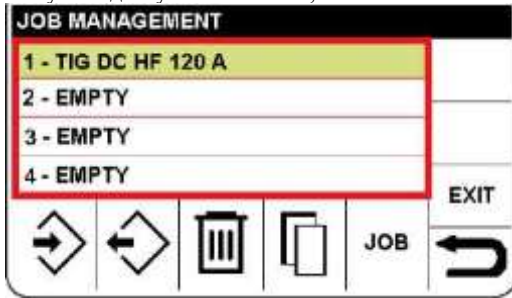 JOB MANAGEMENT
1 - TIG DC HF 120 A
2 - EMPTY
3 - EMPTY
4 - EMPTY
EXIT
JOB